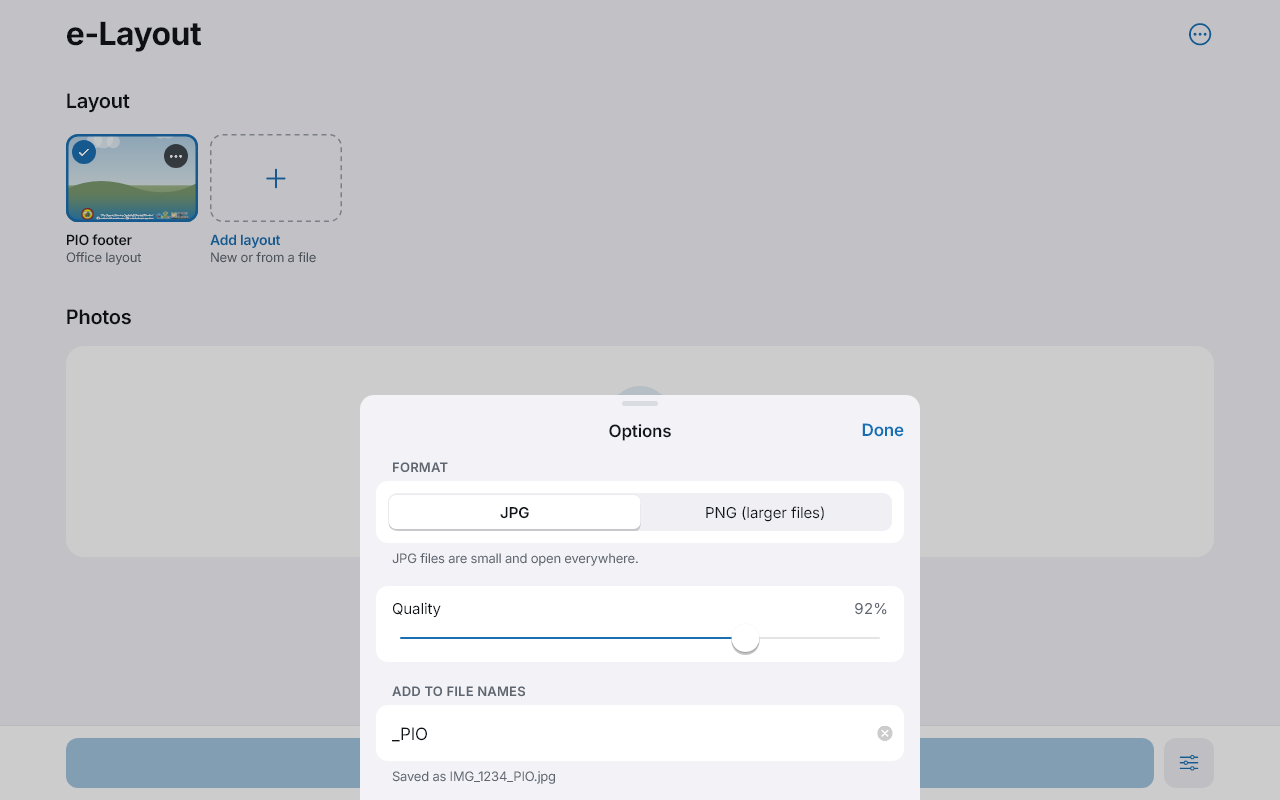 e-Layout
Layout
PIO footer
Office layout
Add layout
New or from a file
Photos
Options
Done
FORMAT
JPG
PNG (larger files)
JPG files are small and open everywhere.
Quality
92%
ADD TO FILE NAMES
_PIO
Saved as IMG_1234_PIO.jpg